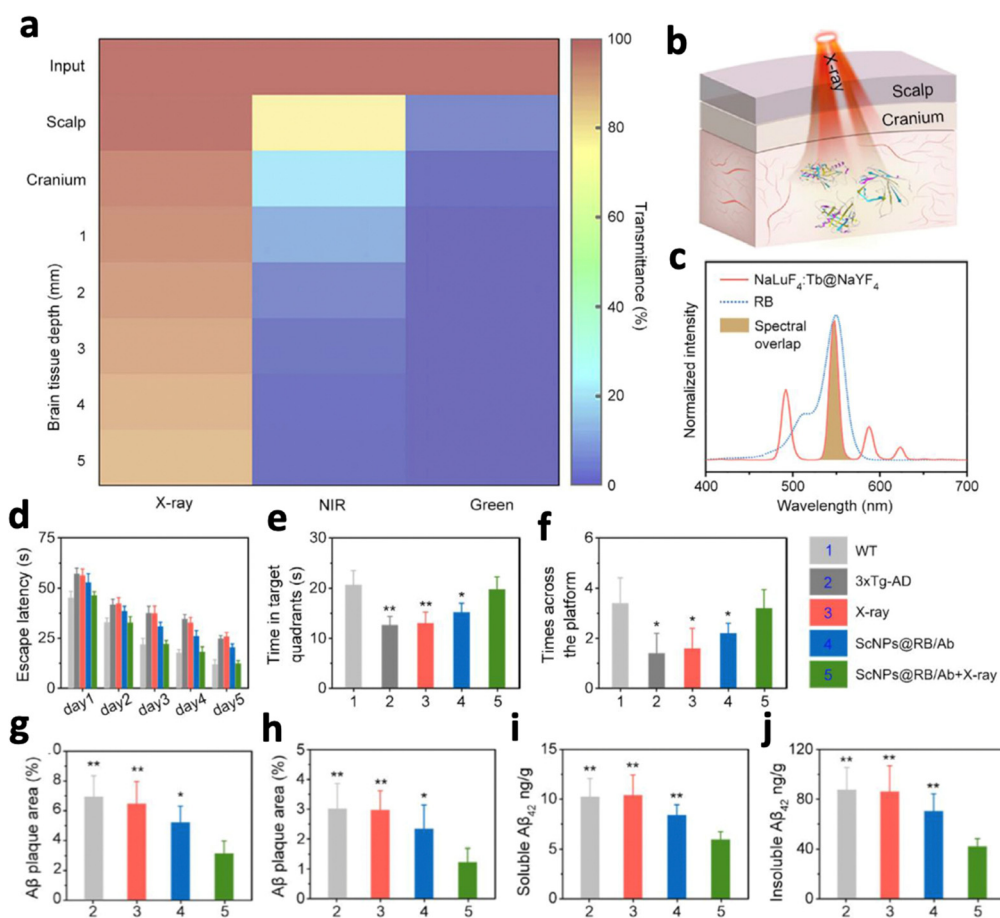 a
Input
Scalp
Cranium
1
2
3
4
5
Brain tissue depth (mm)
X-ray
NIR
Green
100
80
60
40
20
0
Transmittance (%)
b
X-ray
Scalp
Cranium
c
NaLuF₄:Tb@NaYF₄
RB
Spectral
overlap
Normalized intensity
400
500
600
700
Wavelength (nm)
d
Escape latency (s)
75
50
25
0
day1
day2
day3
day4
day5
e
Time in target
quadrants (s)
30
20
10
0
**
**
*
1
2
3
4
5
f
Times across
the platform
6
4
2
0
*
*
*
1
2
3
4
5
1
WT
2
3xTg-AD
3
X-ray
4
ScNPs@RB/Ab
5
ScNPs@RB/Ab+X-ray
g
Aβ plaque area (%)
0
8
6
4
2
0
**
**
*
2
3
4
5
h
Aβ plaque area (%)
5
4
3
2
1
0
**
**
*
2
3
4
5
i
Soluble Aβ₄₂ ng/g
15
10
5
0
**
**
**
2
3
4
5
j
Insoluble Aβ₄₂ ng/g
120
80
40
0
**
**
**
2
3
4
5